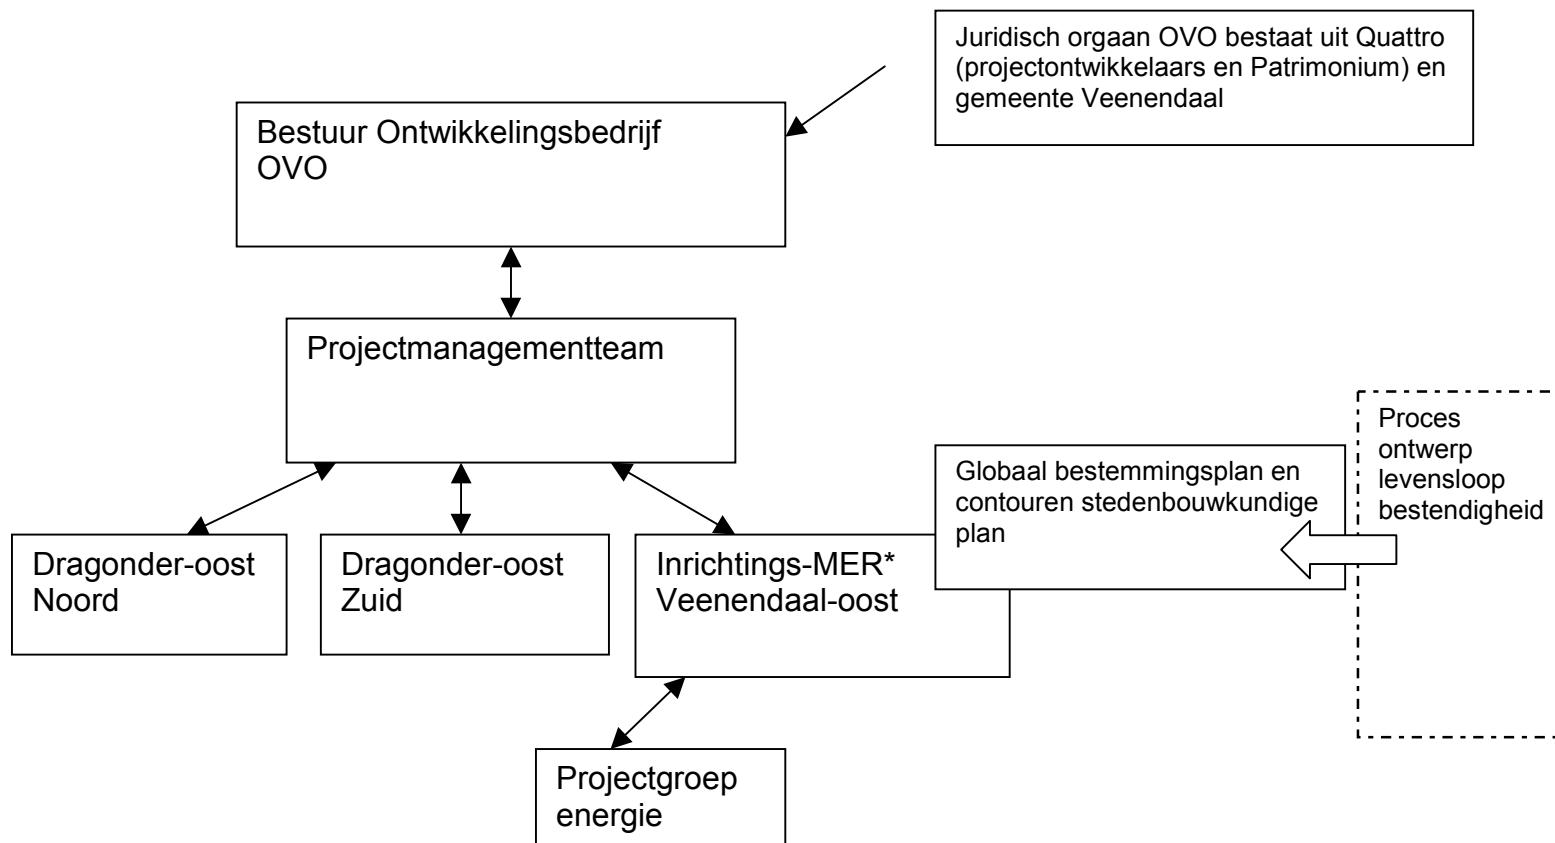 Juridisch orgaan OVO bestaat uit Quattro
(projectontwikkelaars en Patrimonium) en
gemeente Veenendaal
Bestuur Ontwikkelingsbedrijf
OVO
Projectmanagementteam
Proces
ontwerp
levensloop
bestendigheid
Globaal bestemmingsplan en
contouren stedenbouwkundige
plan
Dragonder-oost
Noord
Dragonder-oost
Zuid
Inrichtings-MER*
Veenendaal-oost
Projectgroep
energie